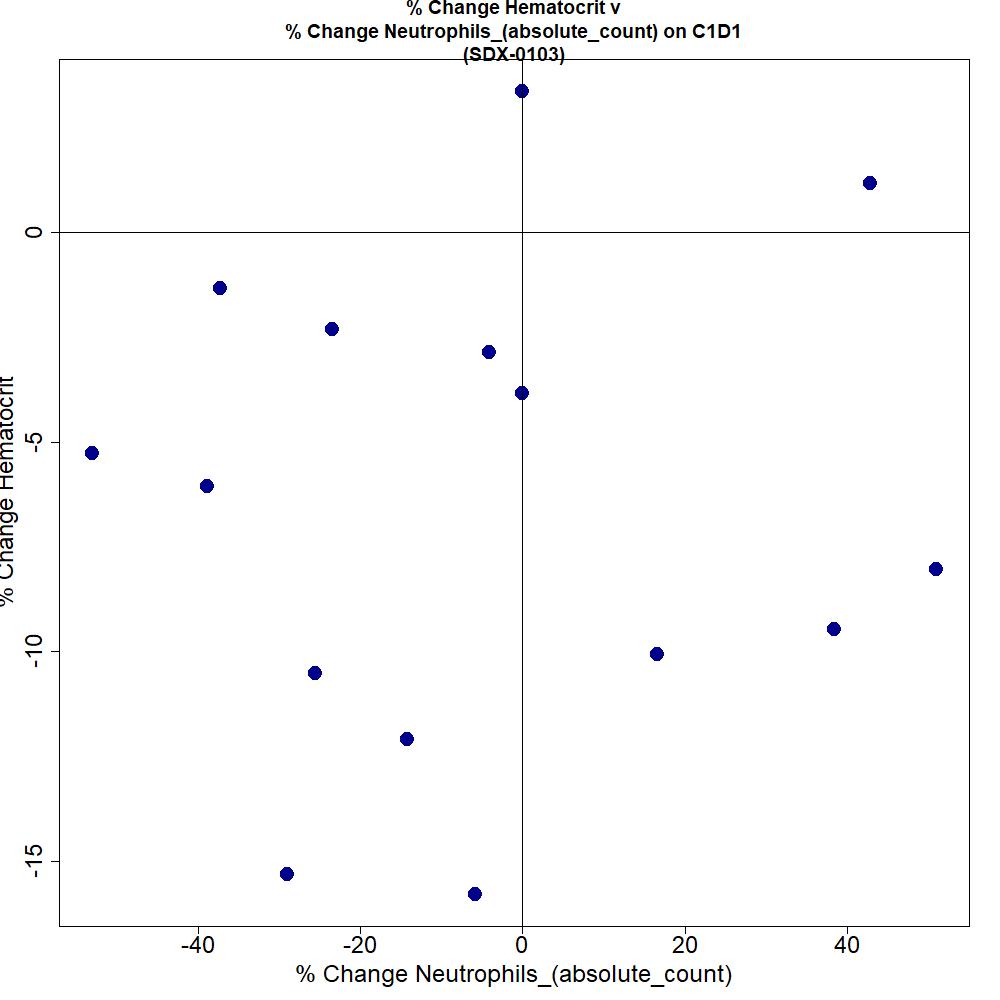 % Change Hematocrit v
% Change Neutrophils_(absolute_count) on C1D1
(SDX-0103)
% Change Hematocrit
0
-5
-10
-15
-40
-20
0
20
40
% Change Neutrophils_(absolute_count)